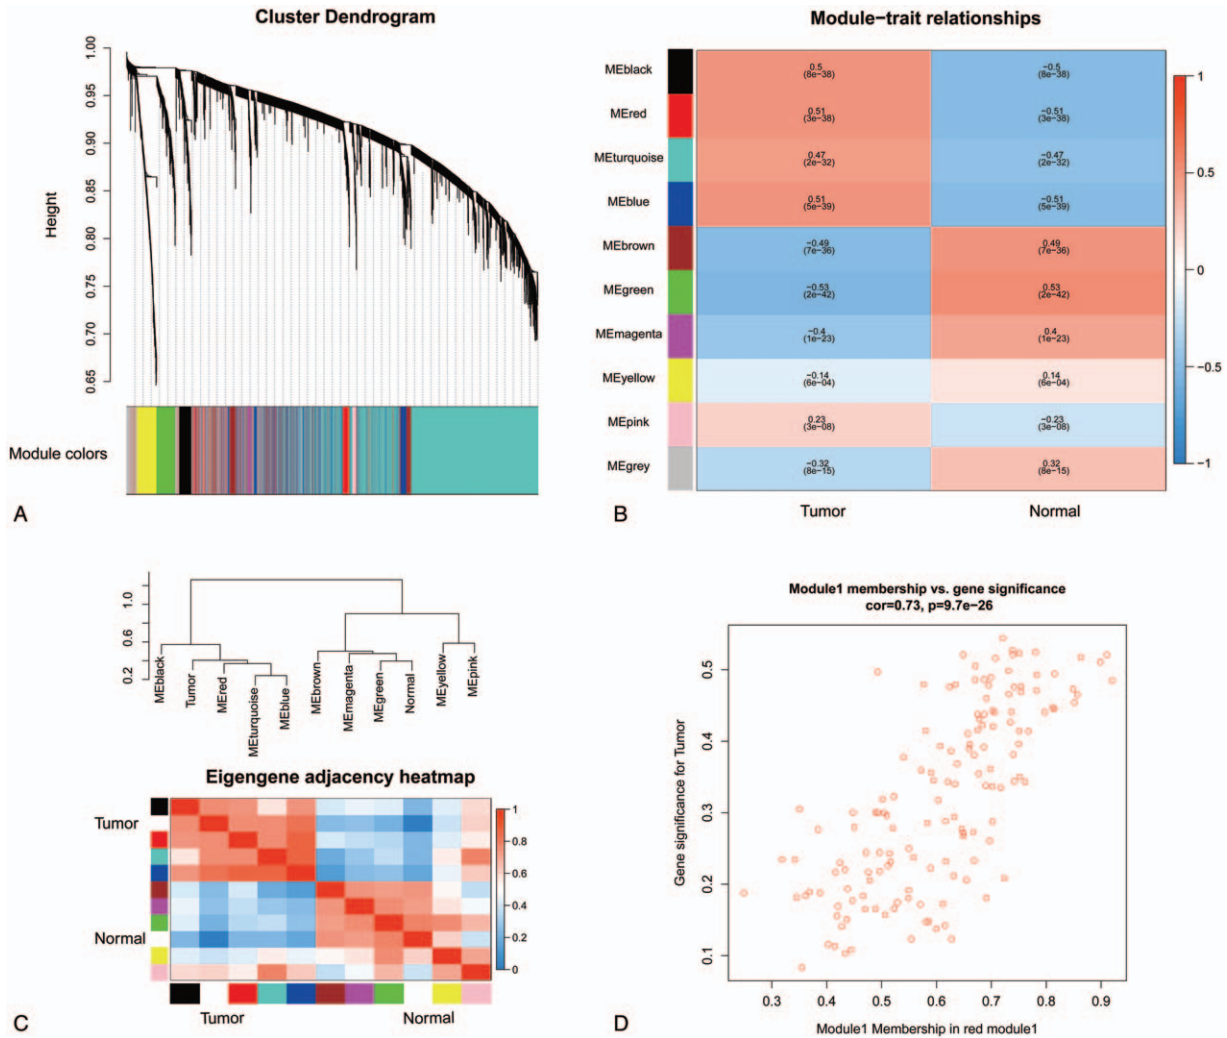 Cluster Dendrogram
Height
1.00
0.95
0.90
0.85
0.80
0.75
0.70
0.65
Module colors
A
Module-trait relationships
MEblack
0.5
(8e-38)
-0.5
(8e-38)
MEred
0.51
(3e-38)
-0.51
(3e-38)
MEturquoise
0.47
(2e-32)
-0.47
(2e-32)
MEblue
0.51
(5e-39)
-0.51
(5e-39)
MEbrown
-0.49
(7e-36)
0.49
(7e-36)
MEgreen
-0.53
(2e-42)
0.53
(2e-42)
MEmagenta
-0.4
(1e-23)
0.4
(1e-23)
MEyellow
-0.14
(6e-04)
0.14
(6e-04)
MEpink
0.23
(3e-08)
-0.23
(3e-08)
MEgrey
-0.32
(8e-15)
0.32
(8e-15)
Tumor Normal
1
0.5
0
-0.5
-1
B
1.0
0.6
0.2
MEblack
Tumor
MEred
MEturquoise
MEblue
MEbrown
MEmagenta
MEgreen
Normal
MEyellow
MEpink
Eigengene adjacency heatmap
Tumor
Normal
1
0.8
0.6
0.4
0.2
0
Tumor Normal
C
Module1 membership vs. gene significance
cor=0.73, p=9.7e-26
Gene significance for Tumor
0.5
0.4
0.3
0.2
0.1
0.3 0.4 0.5 0.6 0.7 0.8 0.9
Module1 Membership in red module1
D